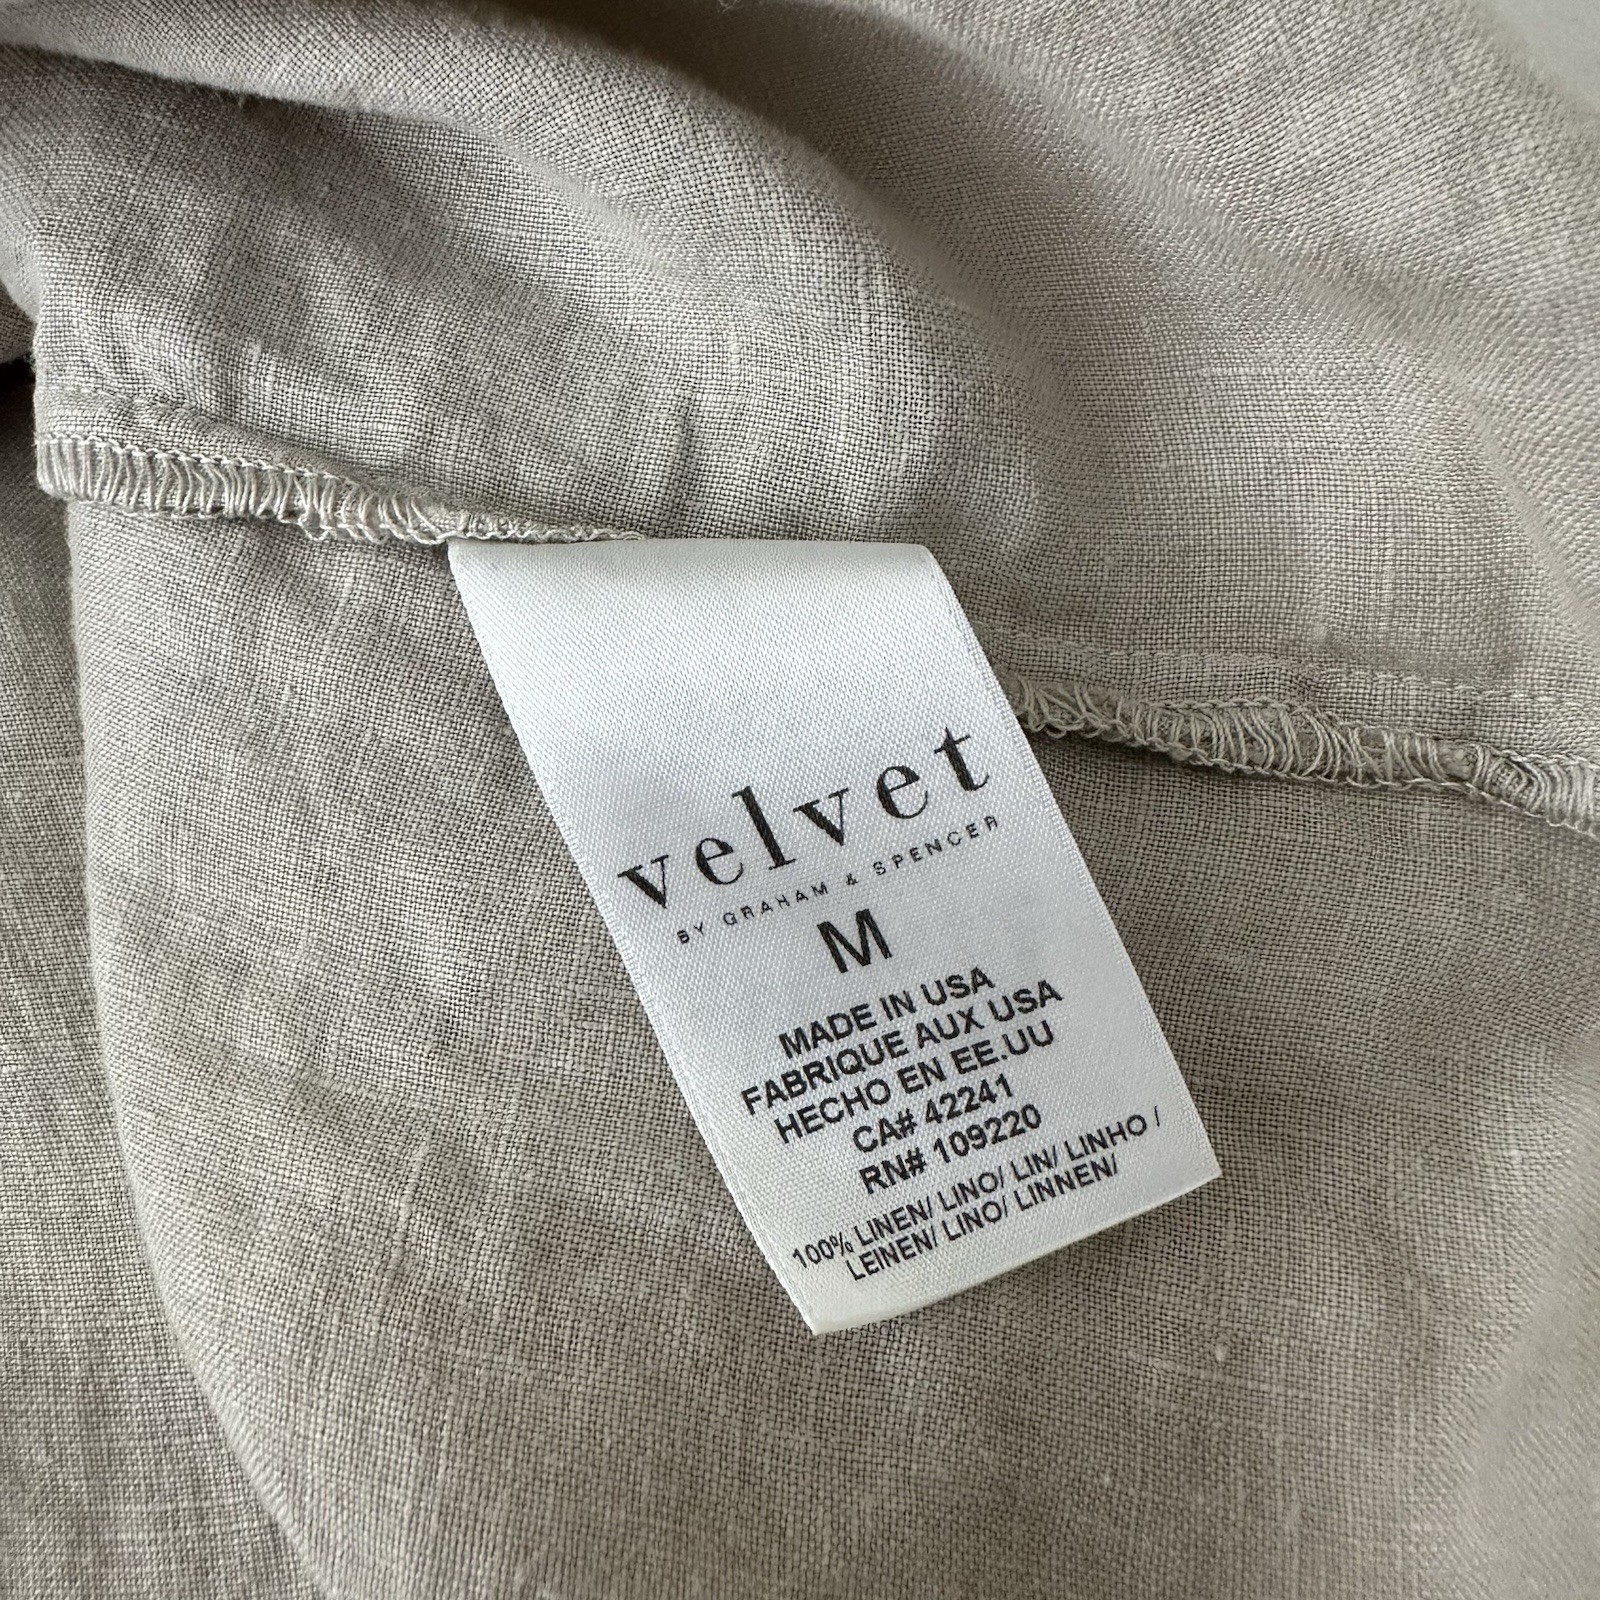 velvet
BY GRAHAM & SPENCER
M
MADE IN USA
FABRIQUE AUX USA
HECHO EN EE.UU
CA# 42241
RN# 109220
100% LINEN/ LINO/ LIN/ LINHO /
LEINEN/ LINO/ LINNEN/